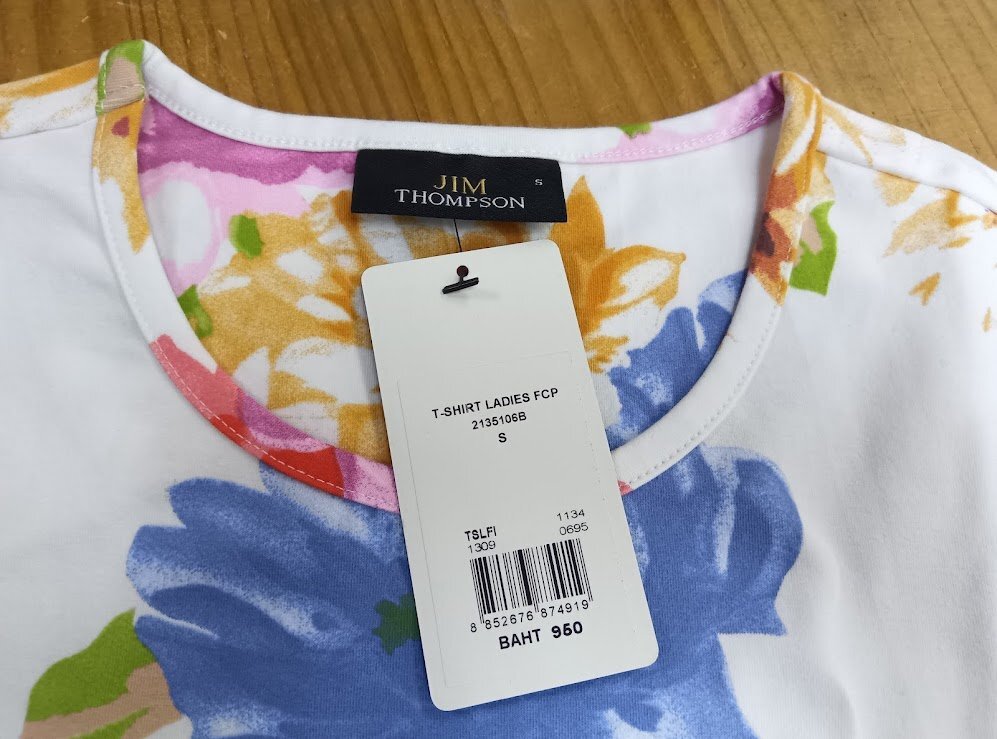 JIM
THOMPSON
S
T-SHIRT LADIES FCP
2135106B
S
TSLFI 1134
1309 0695
8 852676 874919
BAHT 950